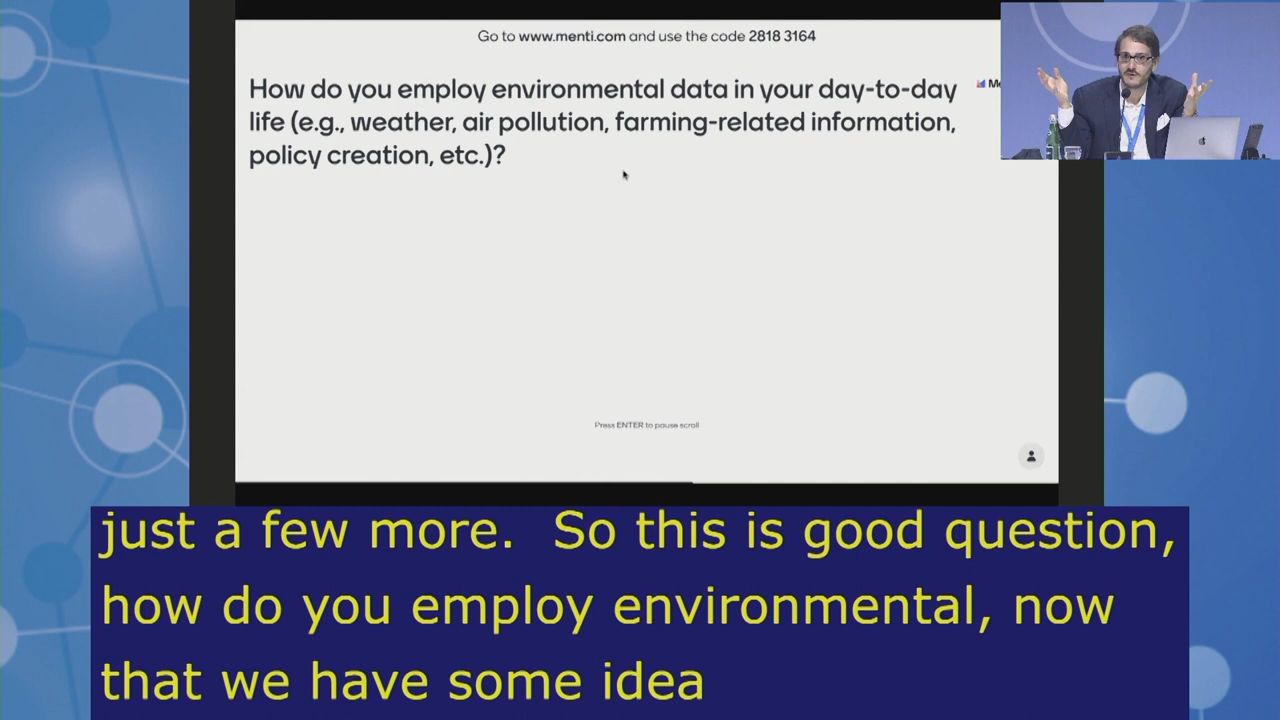 Go to www.menti.com and use the code 2818 3164
How do you employ environmental data in your day-to-day
life (e.g., weather, air pollution, farming-related information,
policy creation, etc.)?
Press ENTER to pause scroll
just a few more.  So this is good question,
how do you employ environmental, now
that we have some idea